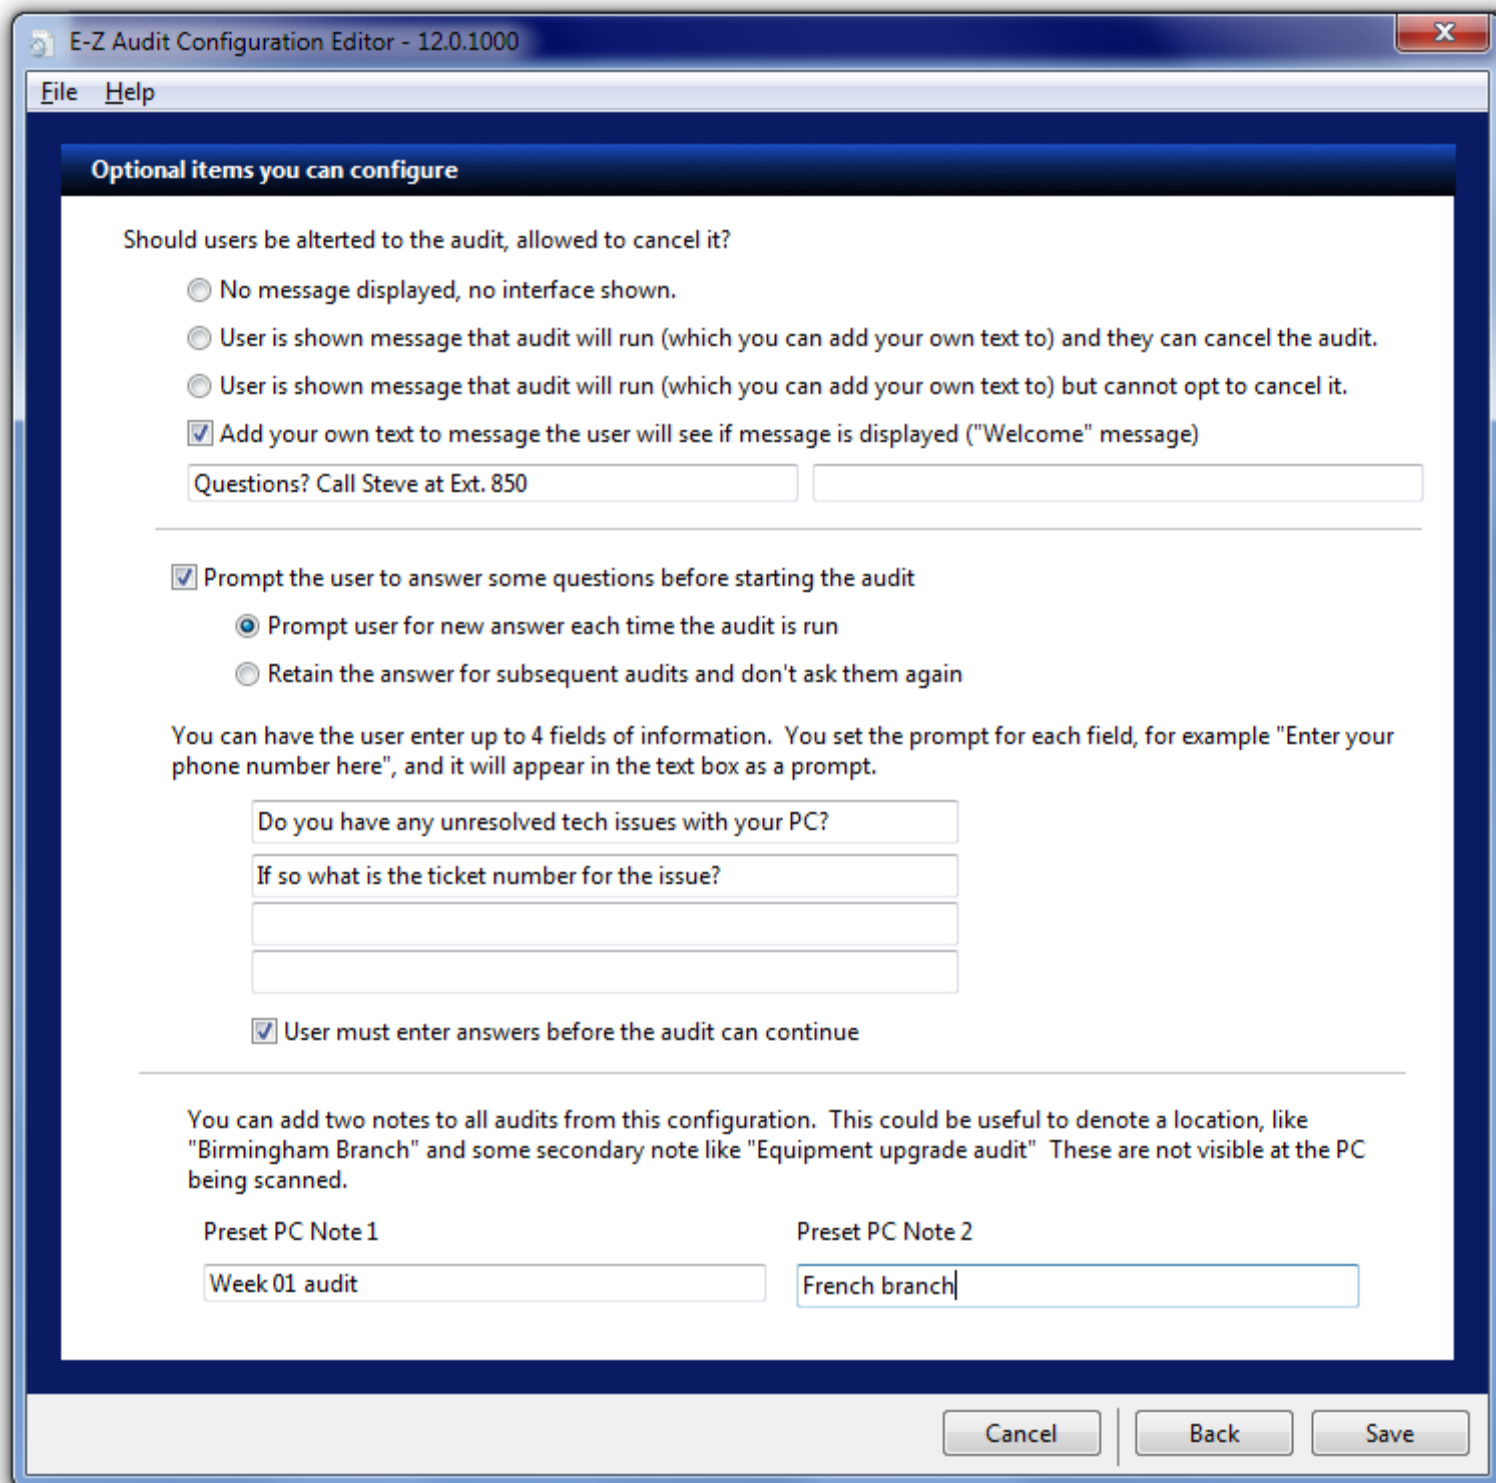 E-Z Audit Configuration Editor - 12.0.1000
File Help
Optional items you can configure
Should users be alterted to the audit, allowed to cancel it?
No message displayed, no interface shown.
User is shown message that audit will run (which you can add your own text to) and they can cancel the audit.
User is shown message that audit will run (which you can add your own text to) but cannot opt to cancel it.
Add your own text to message the user will see if message is displayed ("Welcome" message)
Questions? Call Steve at Ext. 850
Prompt the user to answer some questions before starting the audit
Prompt user for new answer each time the audit is run
Retain the answer for subsequent audits and don't ask them again
You can have the user enter up to 4 fields of information.  You set the prompt for each field, for example "Enter your
phone number here", and it will appear in the text box as a prompt.
Do you have any unresolved tech issues with your PC?
If so what is the ticket number for the issue?
User must enter answers before the audit can continue
You can add two notes to all audits from this configuration.  This could be useful to denote a location, like
"Birmingham Branch" and some secondary note like "Equipment upgrade audit"  These are not visible at the PC
being scanned.
Preset PC Note 1 Preset PC Note 2
Week 01 audit French branch
Cancel Back Save